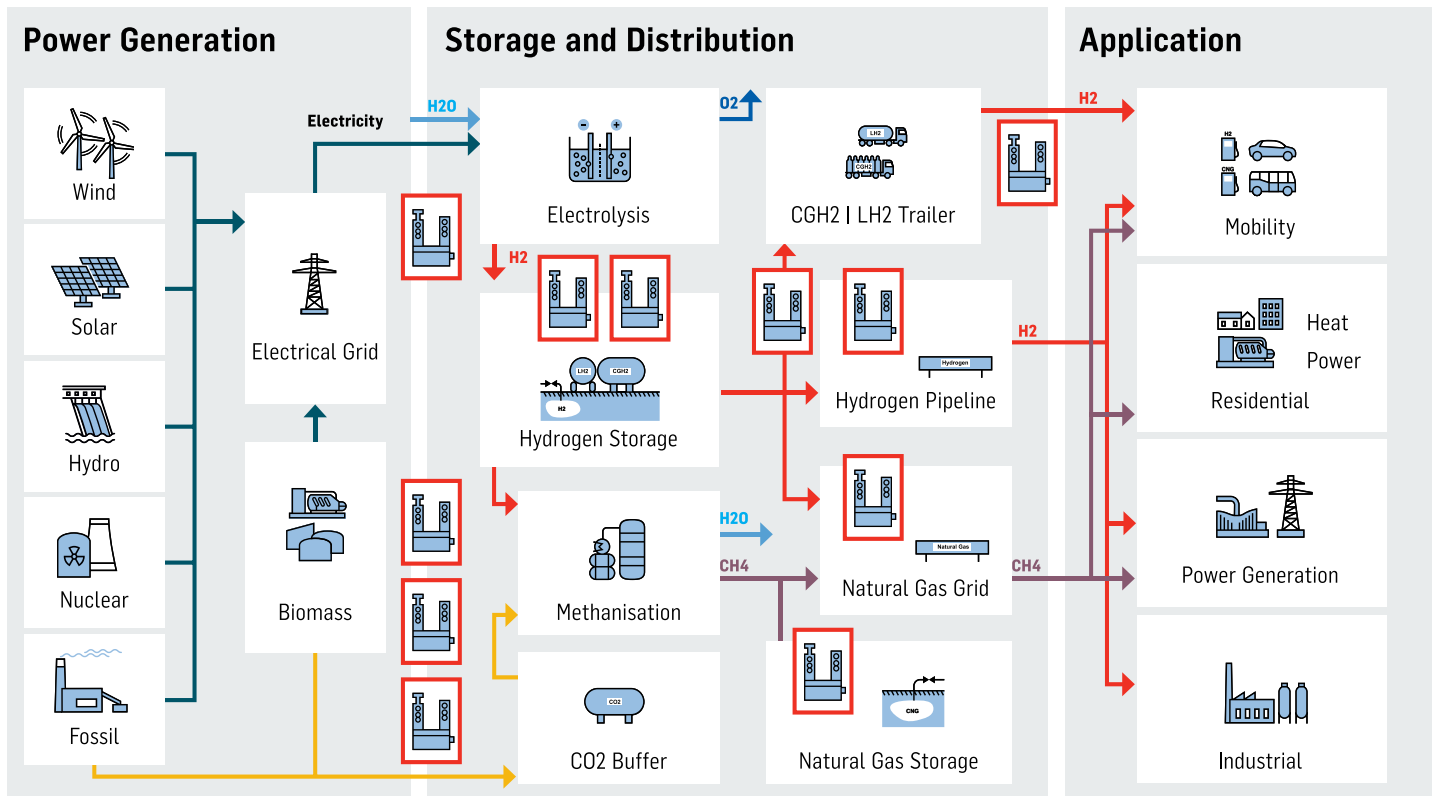 Power Generation
Storage and Distribution
Application
Wind
Solar
Hydro
Nuclear
Fossil
Electricity
Electrical Grid
Biomass
H2O
Electrolysis
O2
H2
LH2
CGH2
H2
Hydrogen Storage
Methanisation
H2O
CH4
CO2
CO2 Buffer
LH2
CGH2
CGH2 | LH2 Trailer
Hydrogen
Hydrogen Pipeline
Natural Gas
Natural Gas Grid
CNG
Natural Gas Storage
H2
H2
CH4
H2
CNG
Mobility
Heat
Power
Residential
Power Generation
Industrial